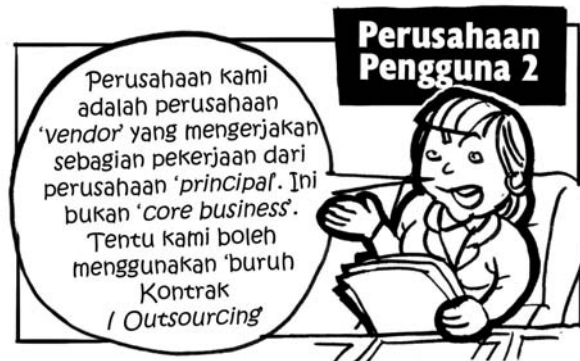 Perusahaan
Pengguna 2
Perusahaan kami
adalah perusahaan
'vendor' yang mengerjakan
sebagian pekerjaan dari
perusahaan 'principal'. Ini
bukan 'core business'.
Tentu kami boleh
menggunakan 'buruh
Kontrak
/ Outsourcing'